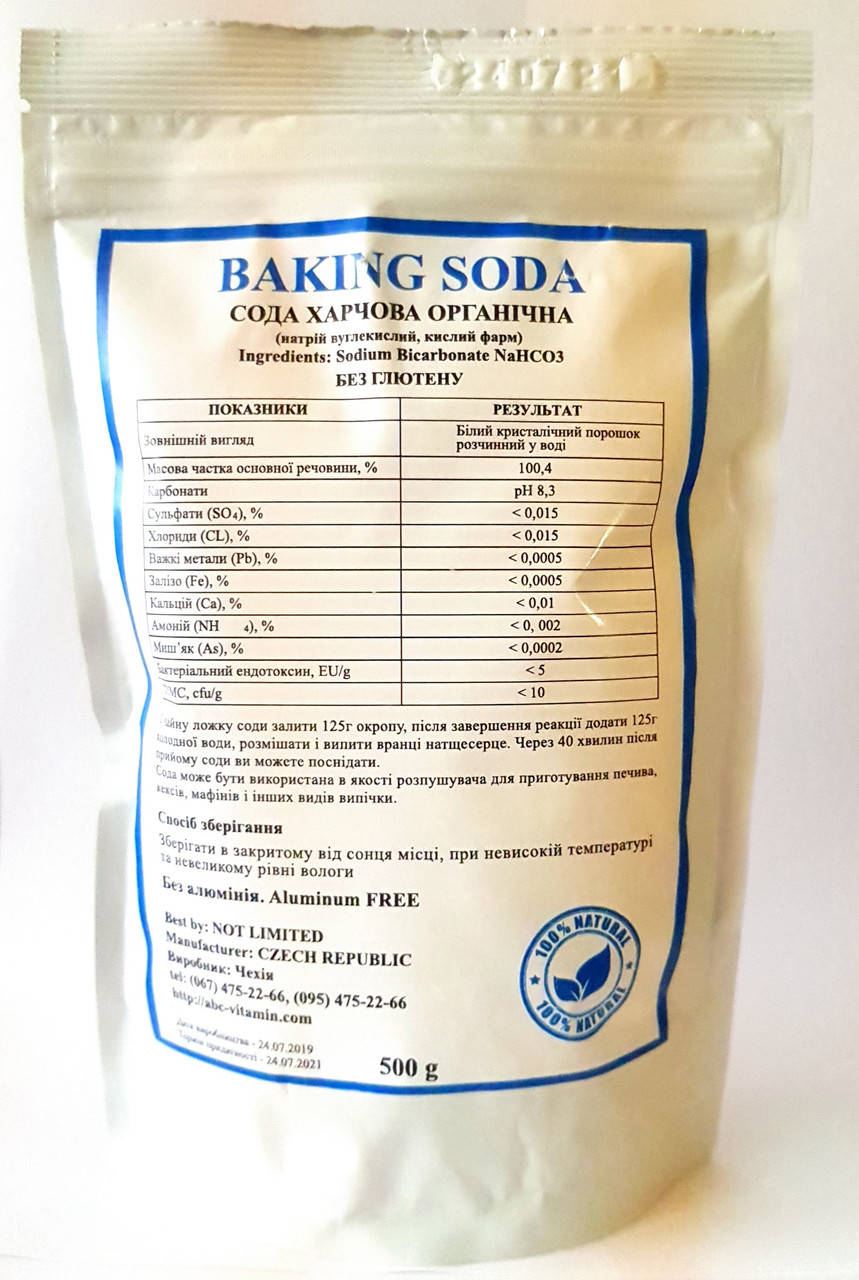 BAKING SODA
СОДА ХАРЧОВА ОРГАНІЧНА
(натрій вуглекислий, кислий фарм)
Ingredients: Sodium Bicarbonate NaHCO3
БЕЗ ГЛЮТЕНУ
ПОКАЗНИКИ РЕЗУЛЬТАТ
Зовнішній вигляд Білий кристалічний порошок
розчинний у воді
Масова частка основної речовини, % 100,4
Карбонати pH 8,3
Сульфати (SO₄), % < 0,015
Хлориди (CL), % < 0,015
Важкі метали (Pb), % < 0,0005
Залізо (Fe), % < 0,0005
Кальцій (Ca), % < 0,01
Амоній (NH 4), % < 0, 002
Миш'як (As), % < 0,0002
Бактеріальний ендотоксин, EU/g < 5
cfu/g < 10
ложку соди залити 125г окропу, після завершення реакції додати 125г
холодної води, розмішати і випити вранці натщесерце. Через 40 хвилин після
прийому соди ви можете поснідати.
Сода може бути використана в якості розпушувача для приготування печива,
кексів, мафінів і інших видів випічки.
Спосіб зберігання
Зберігати в закритому від сонця місці, при невисокій температурі
та невеликому рівні вологи
Без алюмінія. Aluminum FREE
Best by: NOT LIMITED
Manufacturer: CZECH REPUBLIC
Виробник: Чехія
tel: (067) 475-22-66, (095) 475-22-66
http://abc-vitamin.com
Дата виробництва - 24.07.2019
Термін придатності - 24.07.2021
500 g
100% NATURAL
100% NATURAL